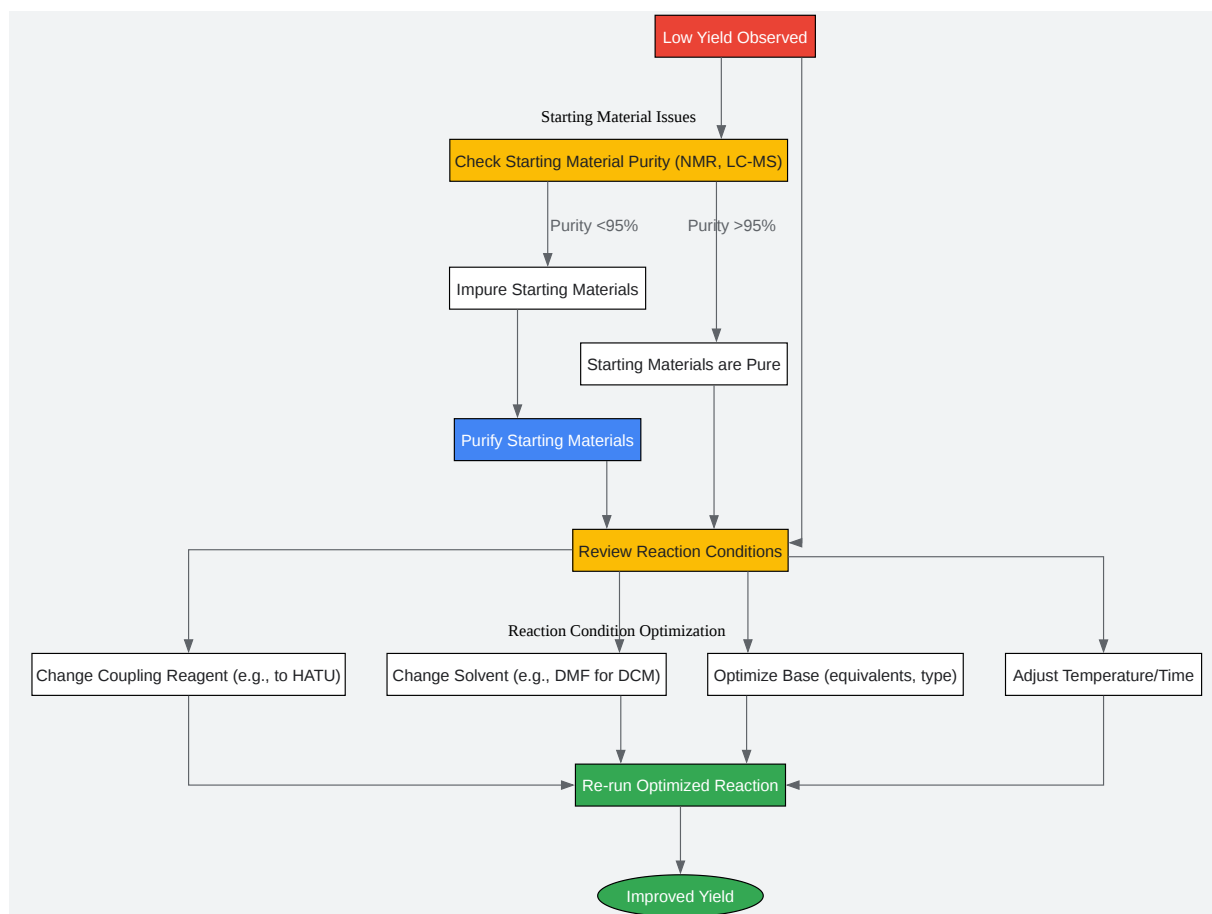 Low Yield Observed
Starting Material Issues
Check Starting Material Purity (NMR, LC-MS)
Purity <95%
Purity >95%
Impure Starting Materials
Starting Materials are Pure
Purify Starting Materials
Review Reaction Conditions
Reaction Condition Optimization
Change Coupling Reagent (e.g., to HATU)
Change Solvent (e.g., DMF for DCM)
Optimize Base (equivalents, type)
Adjust Temperature/Time
Re-run Optimized Reaction
Improved Yield